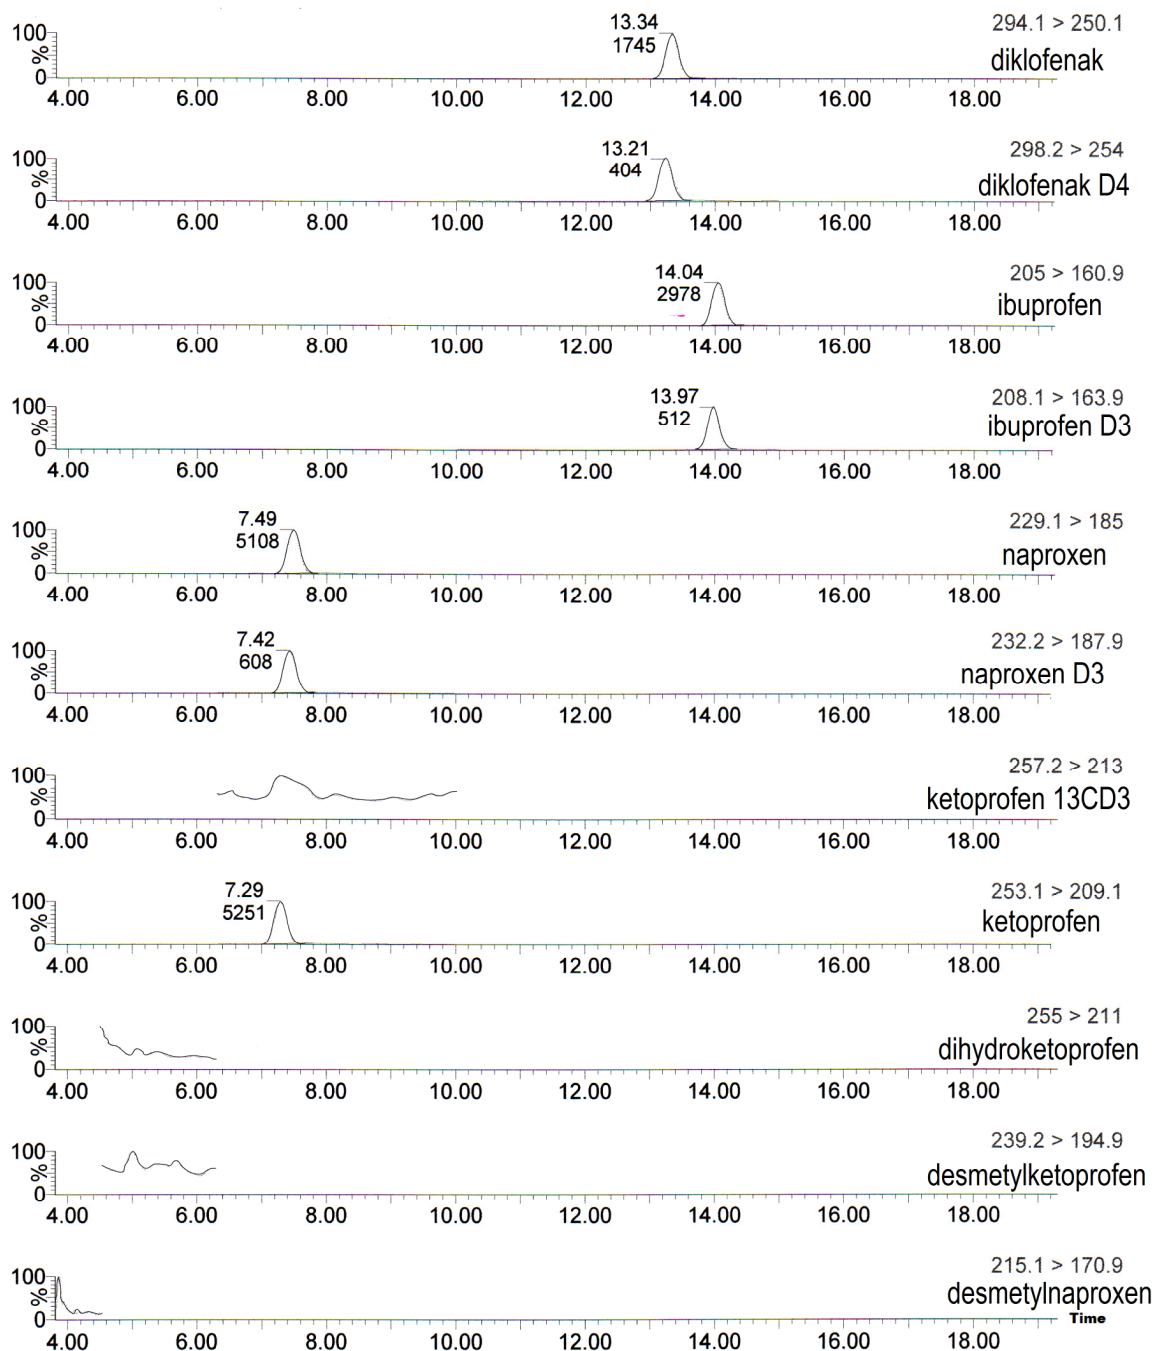 13.34
1745
294.1 > 250.1
diklofenak
100
%
0
4.00 6.00 8.00 10.00 12.00 14.00 16.00 18.00
13.21
404
298.2 > 254
diklofenak D4
100
%
0
4.00 6.00 8.00 10.00 12.00 14.00 16.00 18.00
14.04
2978
205 > 160.9
ibuprofen
100
%
0
4.00 6.00 8.00 10.00 12.00 14.00 16.00 18.00
13.97
512
208.1 > 163.9
ibuprofen D3
100
%
0
4.00 6.00 8.00 10.00 12.00 14.00 16.00 18.00
7.49
5108
229.1 > 185
naproxen
100
%
0
4.00 6.00 8.00 10.00 12.00 14.00 16.00 18.00
7.42
608
232.2 > 187.9
naproxen D3
100
%
0
4.00 6.00 8.00 10.00 12.00 14.00 16.00 18.00
257.2 > 213
ketoprofen 13CD3
100
%
0
4.00 6.00 8.00 10.00 12.00 14.00 16.00 18.00
7.29
5251
253.1 > 209.1
ketoprofen
100
%
0
4.00 6.00 8.00 10.00 12.00 14.00 16.00 18.00
255 > 211
dihydroketoprofen
100
%
0
4.00 6.00 8.00 10.00 12.00 14.00 16.00 18.00
239.2 > 194.9
desmetylketoprofen
100
%
0
4.00 6.00 8.00 10.00 12.00 14.00 16.00 18.00
215.1 > 170.9
desmetylnaproxen
100
%
0
Time
4.00 6.00 8.00 10.00 12.00 14.00 16.00 18.00